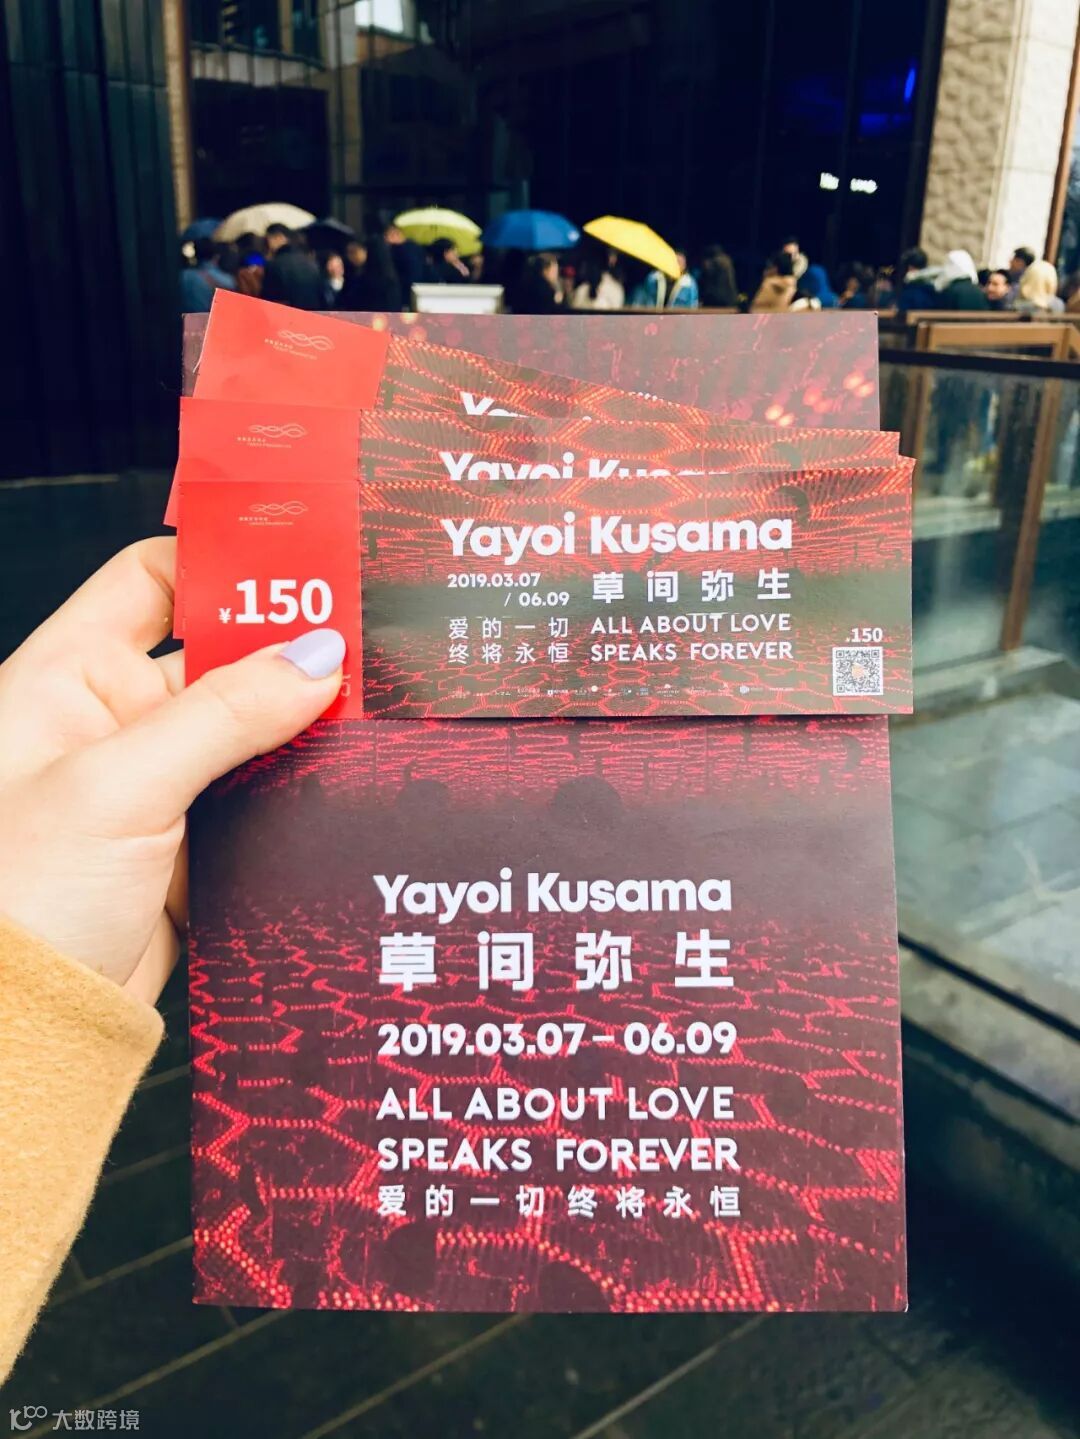 Yayoi Kusama
Yayoi Kusama
2019.03.07
/ 06.09
草间弥生
爱的一切
终将永恒
ALL ABOUT LOVE
SPEAKS FOREVER
¥150
.150
Yayoi Kusama
草间弥生
2019.03.07 – 06.09
ALL ABOUT LOVE
SPEAKS FOREVER
爱的一切终将永恒
大数跨境